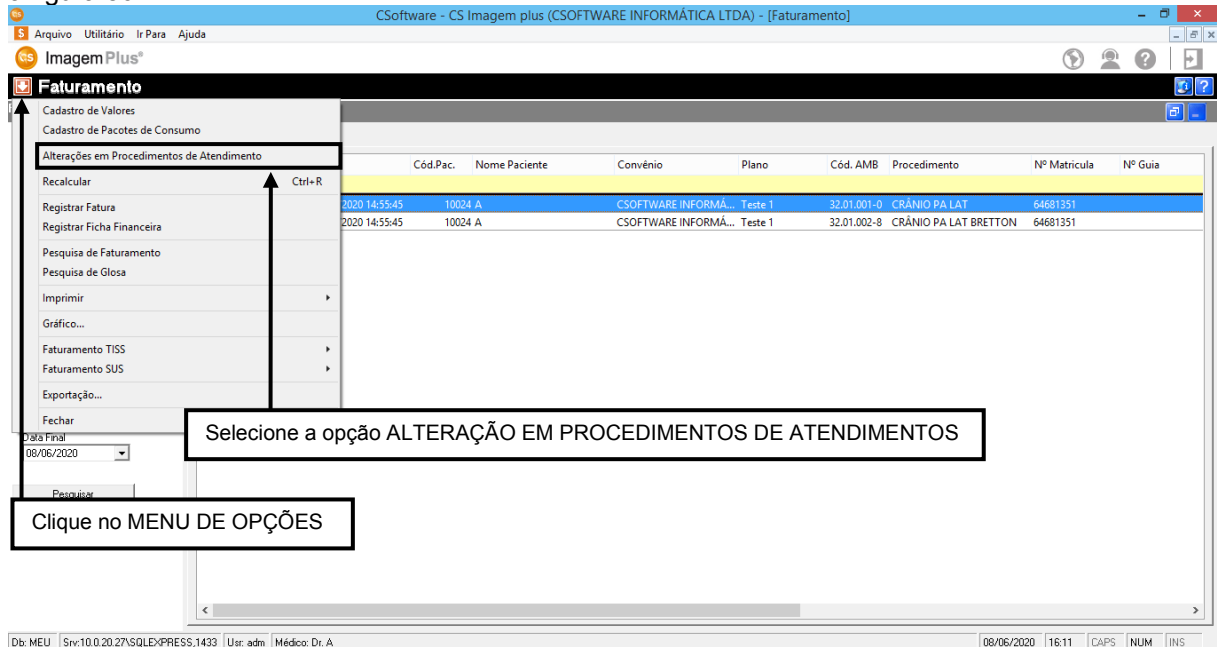 CSoftware - CS Imagem plus (CSOFTWARE INFORMÁTICA LTDA) - [Faturamento]
Arquivo Utilitário Ir Para Ajuda
Imagem Plus®
Faturamento
Cadastro de Valores
Cadastro de Pacotes de Consumo
Alterações em Procedimentos de Atendimento
Recalcular Ctrl+R
Registrar Fatura
Registrar Ficha Financeira
Pesquisa de Faturamento
Pesquisa de Glosa
Imprimir
Gráfico...
Faturamento TISS
Faturamento SUS
Exportação...
Fechar
Cód.Pac. Nome Paciente Convênio Plano Cód. AMB Procedimento Nº Matricula Nº Guia
2020 14:55:45 10024 A CSOFTWARE INFORMÁ... Teste 1 32.01.001-0 CRÂNIO PA LAT 64681351
2020 14:55:45 10024 A CSOFTWARE INFORMÁ... Teste 1 32.01.002-8 CRÂNIO PA LAT BRETTON 64681351
Selecione a opção ALTERAÇÃO EM PROCEDIMENTOS DE ATENDIMENTOS
Data Final
08/06/2020
Pesquisar
Clique no MENU DE OPÇÕES
Db: MEU Srv:10.0.20.27\SQLEXPRESS,1433 Usr: adm Médico: Dr. A 08/06/2020 16:11 CAPS NUM INS